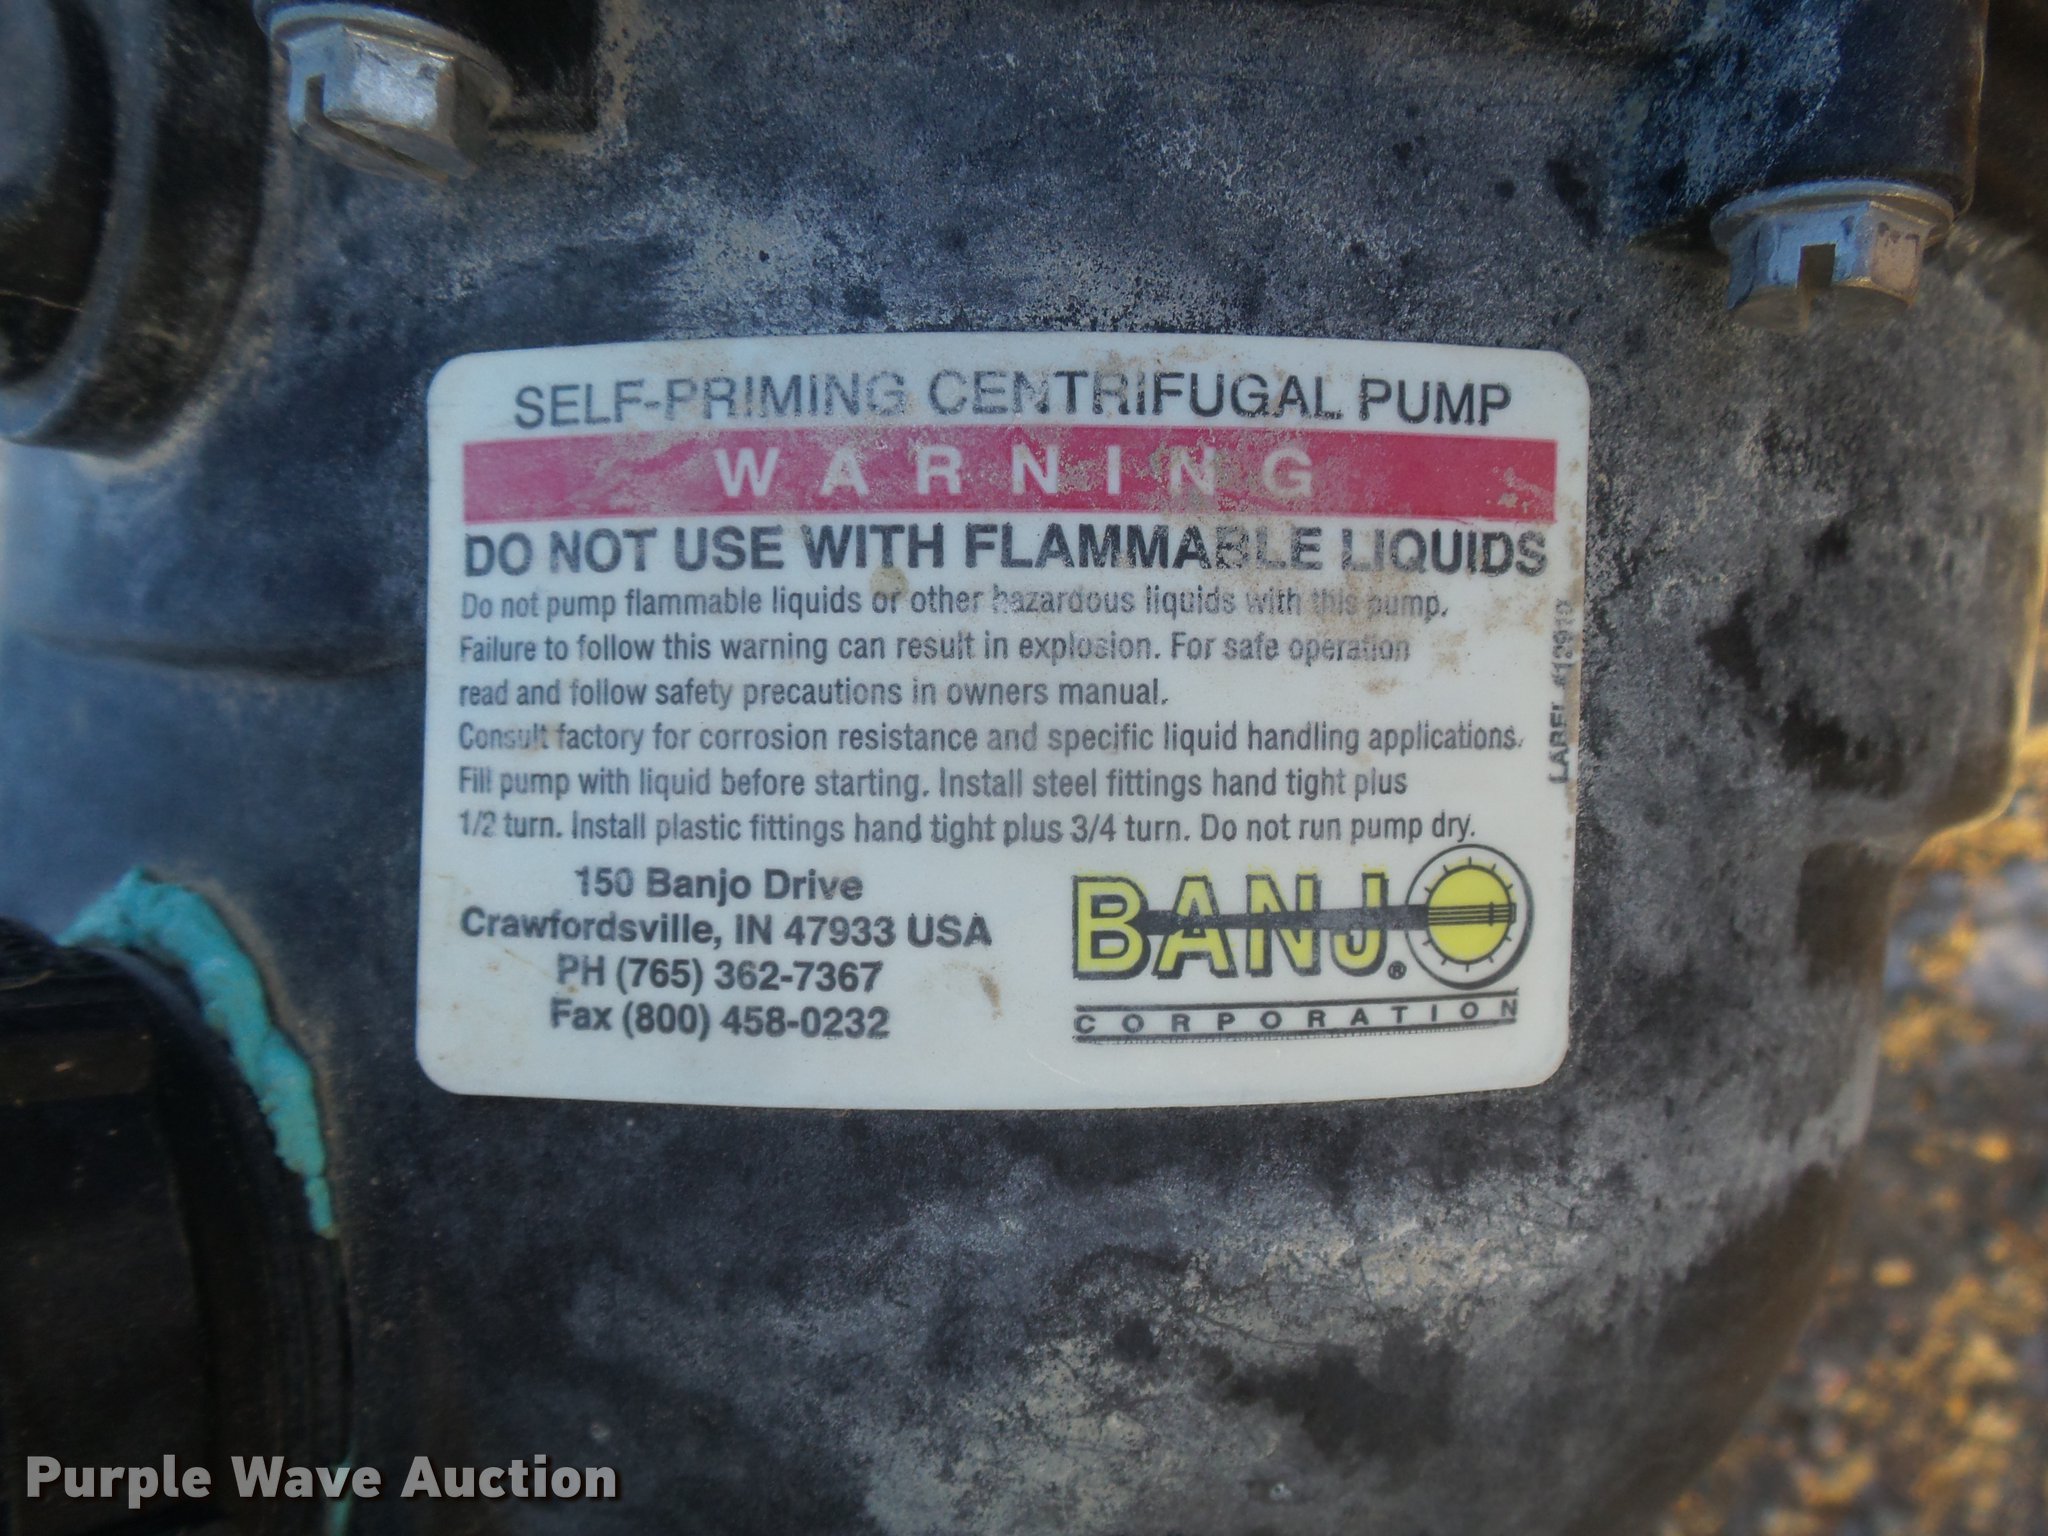 SELF-PRIMING CENTRIFUGAL PUMP
WARNING
DO NOT USE WITH FLAMMABLE LIQUIDS
Do not pump flammable liquids or other hazardous liquids with this pump.
Failure to follow this warning can result in explosion. For safe operation
read and follow safety precautions in owners manual.
Consult factory for corrosion resistance and specific liquid handling applications.
Fill pump with liquid before starting. Install steel fittings hand tight plus
1/2 turn. Install plastic fittings hand tight plus 3/4 turn. Do not run pump dry.
150 Banjo Drive
Crawfordsville, IN 47933 USA
PH (765) 362-7367
Fax (800) 458-0232
BANJO®
CORPORATION
LABEL #12910
Purple Wave Auction